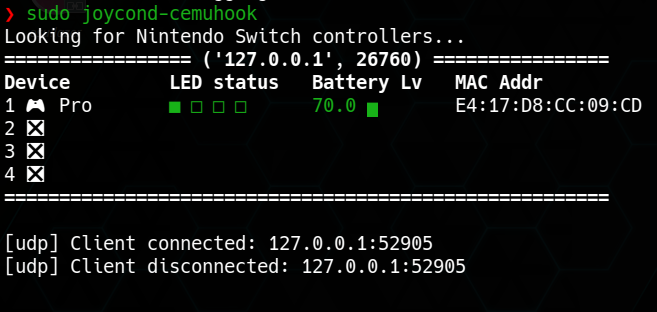 ❯ sudo joycond-cemuhook
Looking for Nintendo Switch controllers...
================= ('127.0.0.1', 26760) ================
Device LED status Battery Lv MAC Addr
1 🎮 Pro ■ □ □ □ 70.0 ▆ E4:17:D8:CC:09:CD
2 ❎
3 ❎
4 ❎
=======================================================
[udp] Client connected: 127.0.0.1:52905
[udp] Client disconnected: 127.0.0.1:52905